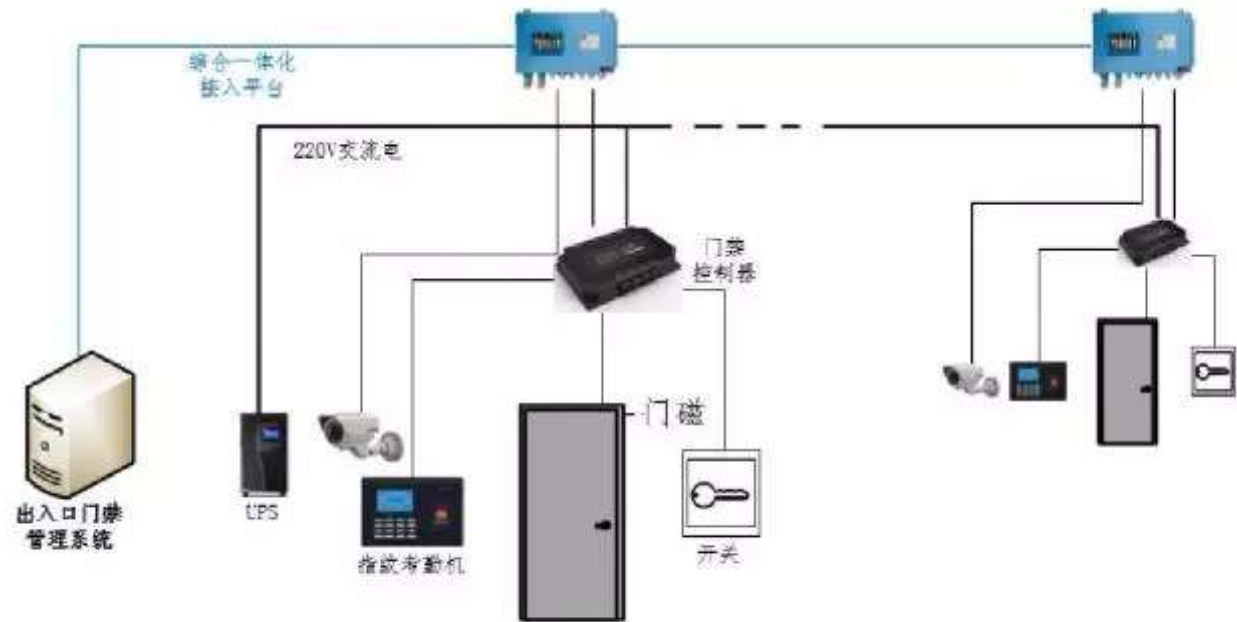 综合一体化
接入平台
220V交流电
门禁
控制器
门磁
出入口门禁
管理系统
UPS
指纹考勤机
开关